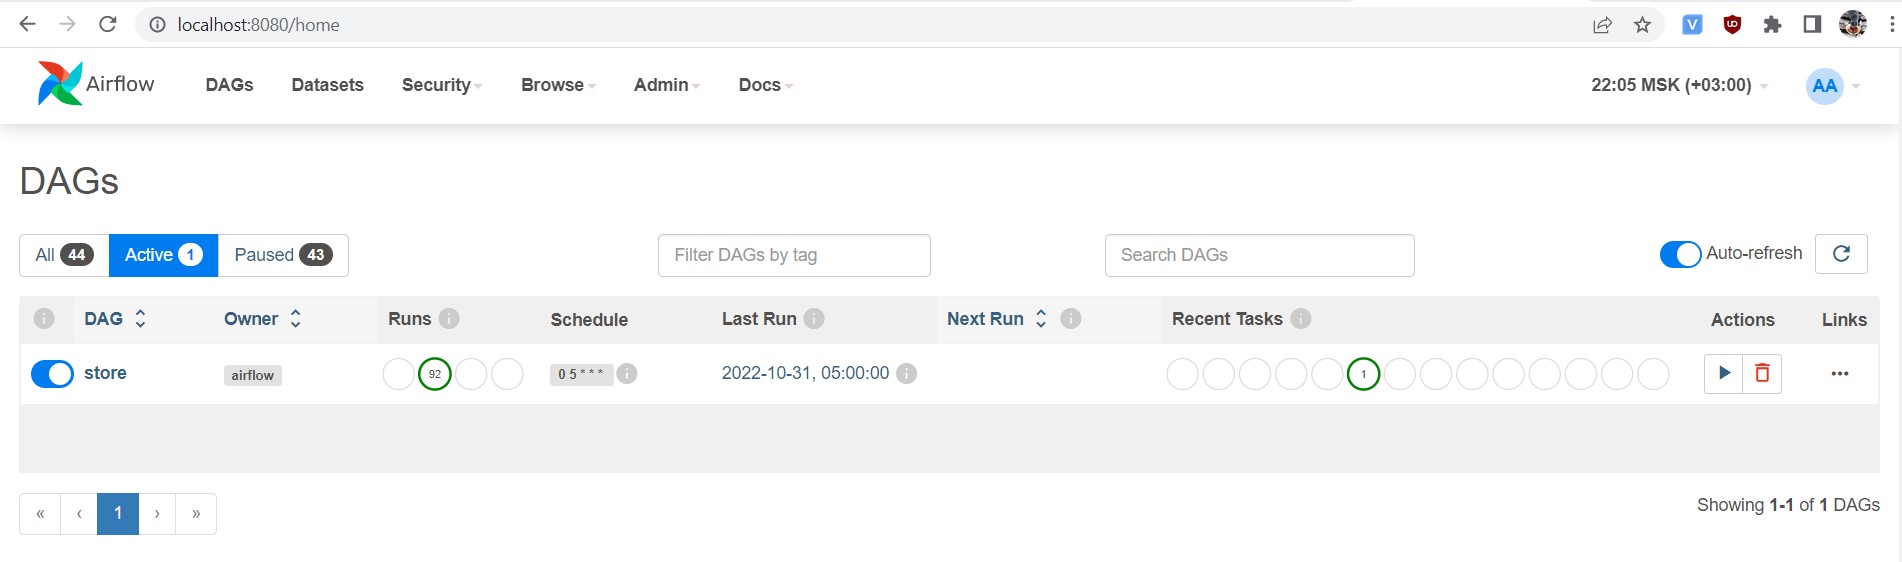 localhost:8080/home
Airflow DAGs Datasets Security Browse Admin Docs 22:05 MSK (+03:00) AA
DAGs
All 44 Active 1 Paused 43 Filter DAGs by tag Search DAGs Auto-refresh
DAG Owner Runs Schedule Last Run Next Run Recent Tasks Actions Links
store airflow 92 0 5 * * * 2022-10-31, 05:00:00 1
« ‹ 1 › » Showing 1-1 of 1 DAGs